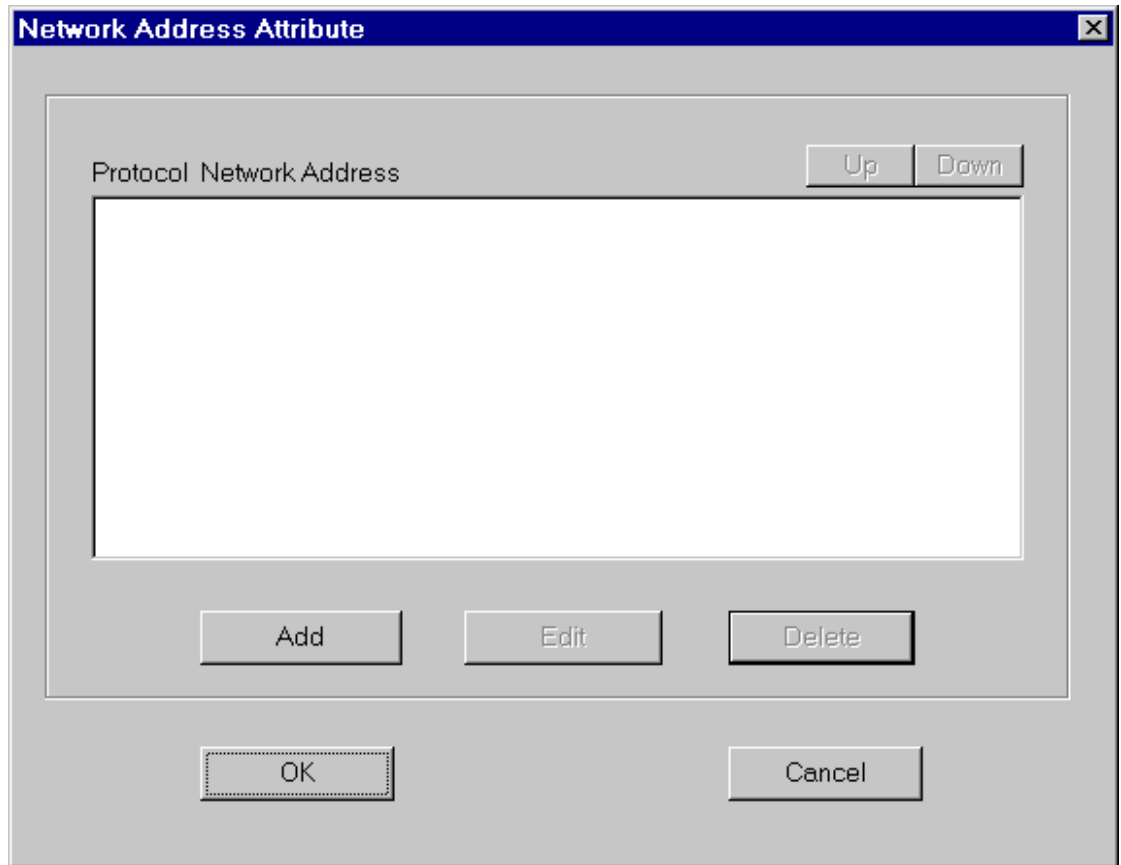 Network Address Attribute
Protocol Network Address
Up Down
Add Edit Delete
OK Cancel